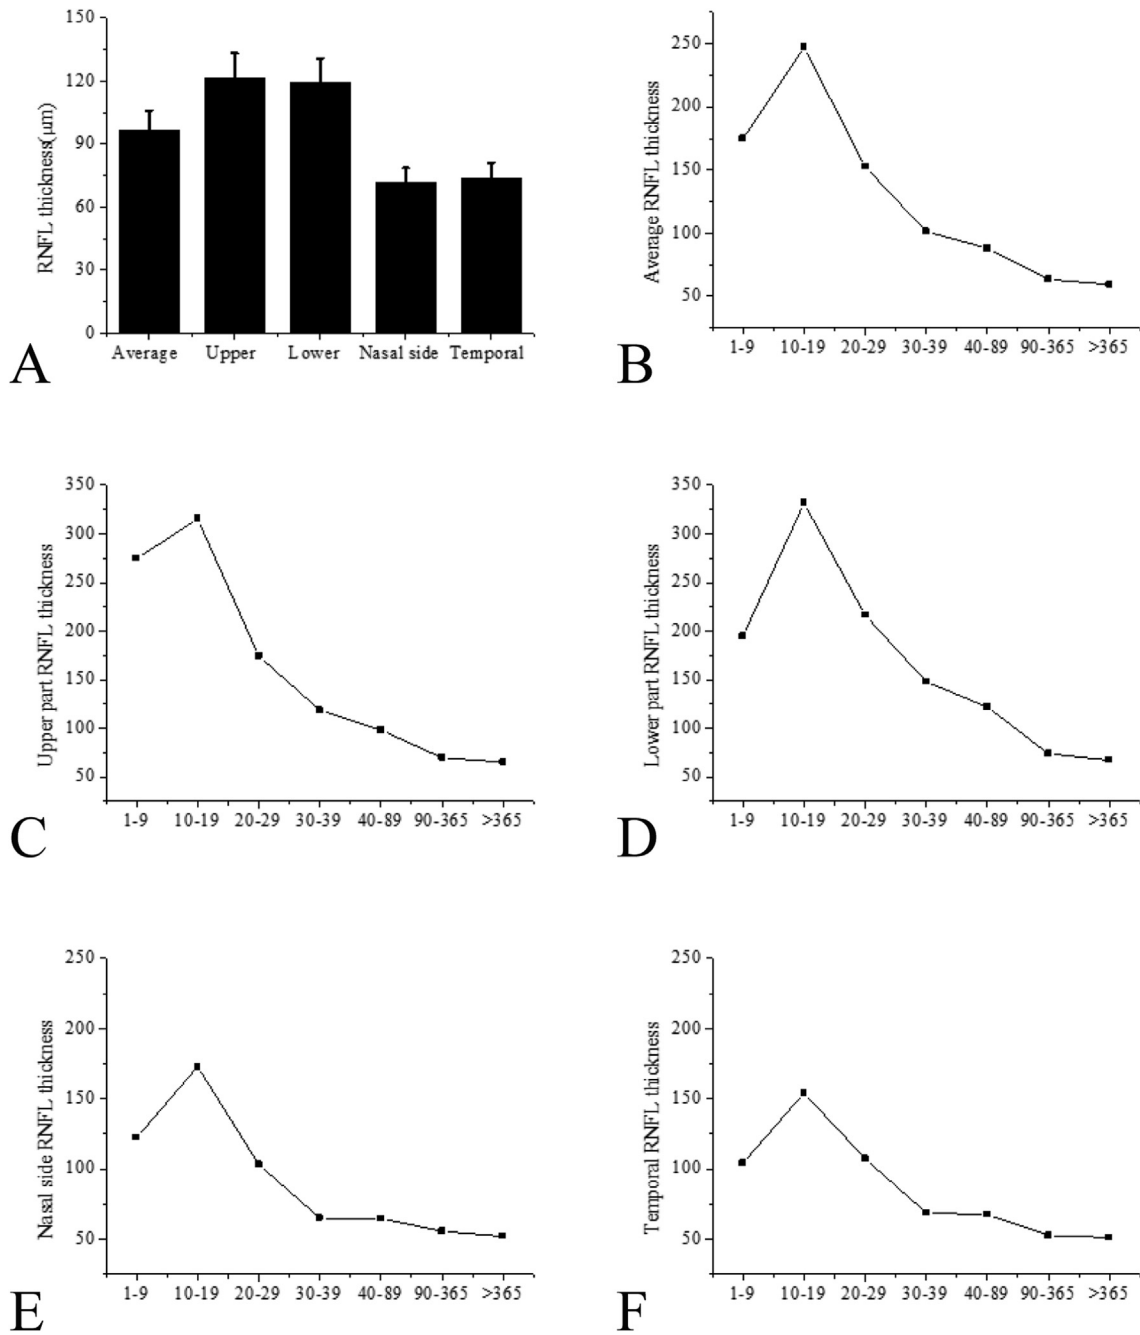 150
120
90
60
30
0
RNFL thickness(μm)
Average Upper Lower Nasal side Temporal
A
250
200
150
100
50
Average RNFL thickness
1-9 10-19 20-29 30-39 40-89 90-365 >365
B
350
300
250
200
150
100
50
Upper part RNFL thickness
1-9 10-19 20-29 30-39 40-89 90-365 >365
C
350
300
250
200
150
100
50
Lower part RNFL thickness
1-9 10-19 20-29 30-39 40-89 90-365 >365
D
250
200
150
100
50
Nasal side RNFL thickness
1-9 10-19 20-29 30-39 40-89 90-365 >365
E
250
200
150
100
50
Temporal RNFL thickness
1-9 10-19 20-29 30-39 40-89 90-365 >365
F